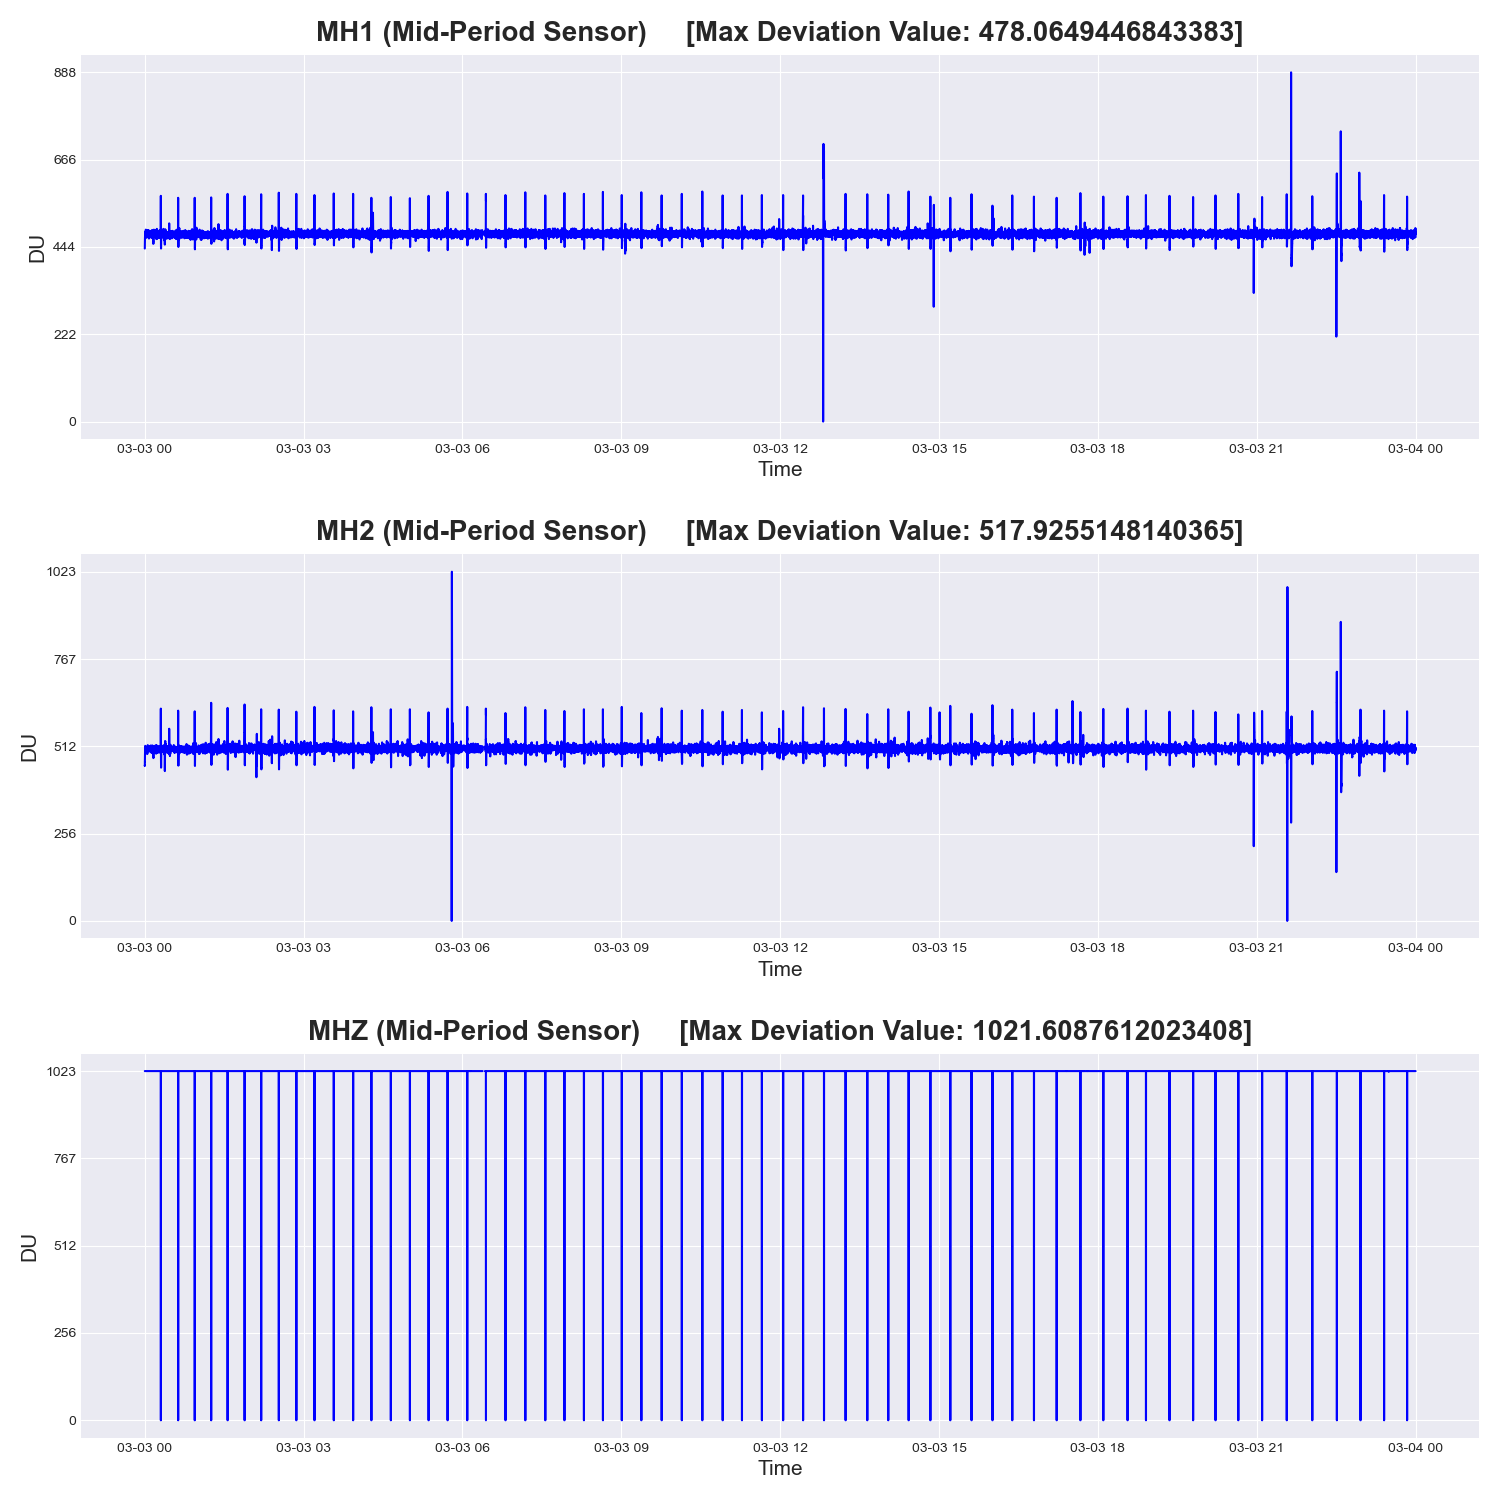 MH1 (Mid-Period Sensor) [Max Deviation Value: 478.0649446843383]
888
666
444
222
0
DU
03-03 00 03-03 03 03-03 06 03-03 09 03-03 12 03-03 15 03-03 18 03-03 21 03-04 00
Time
MH2 (Mid-Period Sensor) [Max Deviation Value: 517.9255148140365]
1023
767
512
256
0
DU
03-03 00 03-03 03 03-03 06 03-03 09 03-03 12 03-03 15 03-03 18 03-03 21 03-04 00
Time
MHZ (Mid-Period Sensor) [Max Deviation Value: 1021.6087612023408]
1023
767
512
256
0
DU
03-03 00 03-03 03 03-03 06 03-03 09 03-03 12 03-03 15 03-03 18 03-03 21 03-04 00
Time